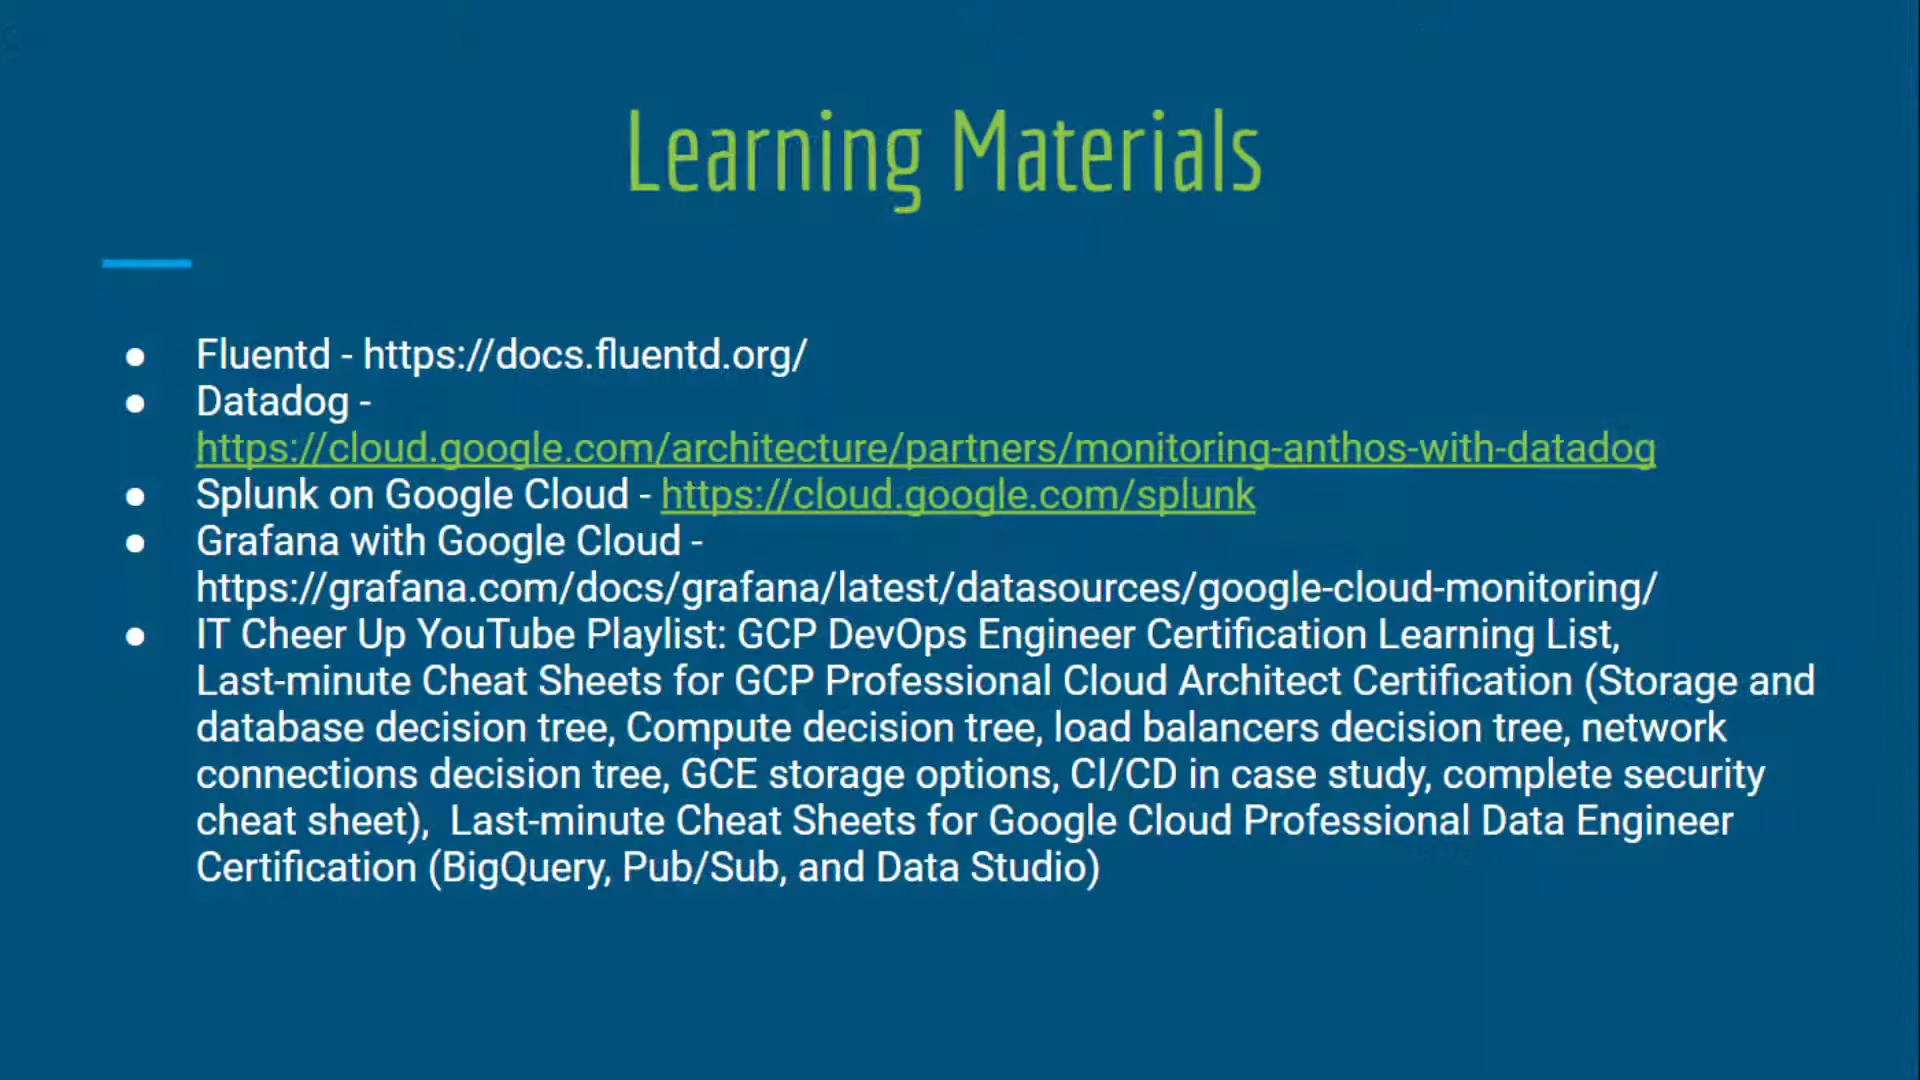 Learning Materials
● Fluentd - https://docs.fluentd.org/
● Datadog -
https://cloud.google.com/architecture/partners/monitoring-anthos-with-datadog
● Splunk on Google Cloud - https://cloud.google.com/splunk
● Grafana with Google Cloud -
https://grafana.com/docs/grafana/latest/datasources/google-cloud-monitoring/
● IT Cheer Up YouTube Playlist: GCP DevOps Engineer Certification Learning List,
Last-minute Cheat Sheets for GCP Professional Cloud Architect Certification (Storage and
database decision tree, Compute decision tree, load balancers decision tree, network
connections decision tree, GCE storage options, CI/CD in case study, complete security
cheat sheet),  Last-minute Cheat Sheets for Google Cloud Professional Data Engineer
Certification (BigQuery, Pub/Sub, and Data Studio)